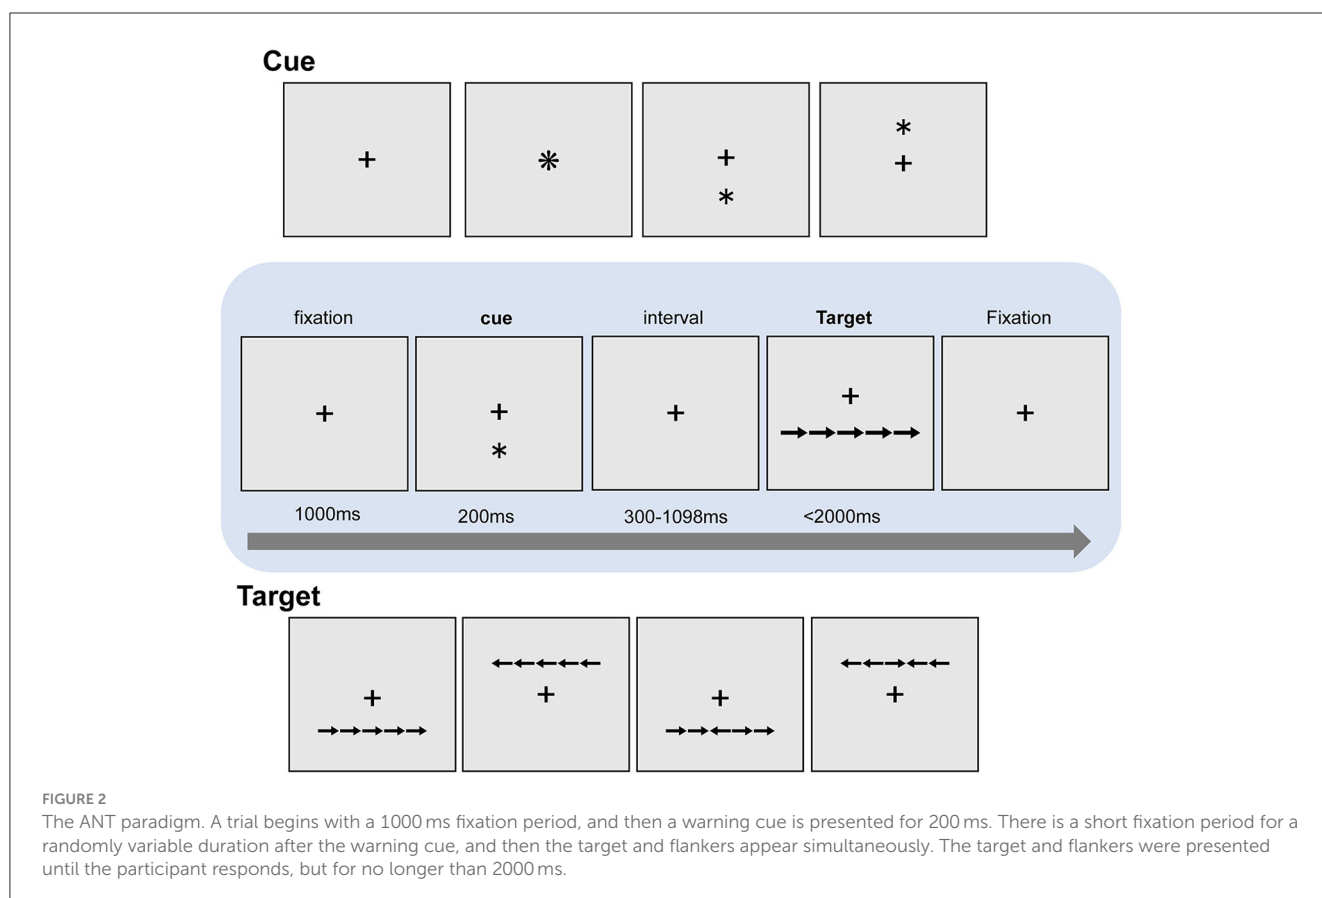 Cue
fixation
cue
interval
Target
Fixation
1000ms
200ms
300-1098ms
<2000ms
Target
FIGURE 2
The ANT paradigm. A trial begins with a 1000 ms fixation period, and then a warning cue is presented for 200 ms. There is a short fixation period for a
randomly variable duration after the warning cue, and then the target and flankers appear simultaneously. The target and flankers were presented
until the participant responds, but for no longer than 2000 ms.